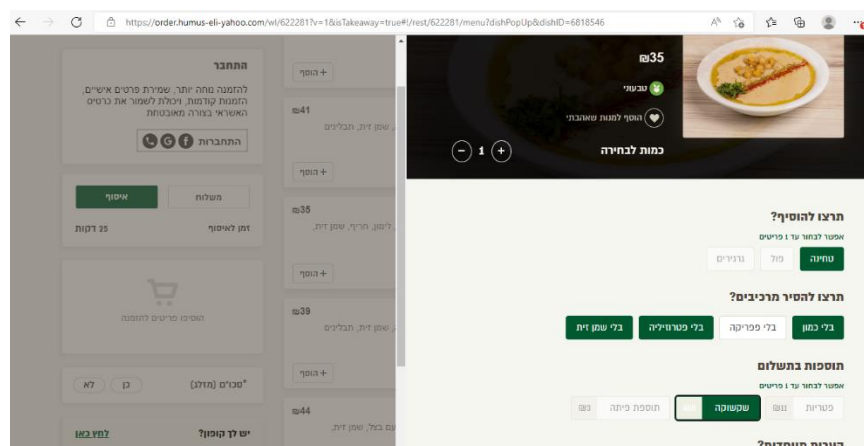 https://order.humus-eli-yahoo.com/wl/622281?v=1&isTakeaway=true#!/rest/622281/menu?dishPopUp&dishID=6818546
₪35
טבעוני
הוסף למנות שאהבתי
כמות לבחירה
1
תרצו להוסיף?
אפשר לבחור עד 1 פריטים
טחינה
פול
גרגירים
תרצו להסיר מרכיבים?
בלי כמון
בלי פפריקה
בלי פטרוזיליה
בלי שמן זית
תוספות בתשלום
אפשר לבחור עד 1 פריטים
פטריות ₪11
שקשוקה
תוספת פיתה ₪3
הערות מיוחדות?
+ הוסף
₪41
שמן זית, תבלינים
+ הוסף
₪35
לימון, חריף, שמן זית,
+ הוסף
₪39
שמן זית, תבלינים
+ הוסף
₪44
עם בצל, שמן זית,
התחבר
להזמנה נוחה יותר, שמירת פרטים אישיים,
הזמנות קודמות, ויכולת לשמור את כרטיס
האשראי בצורה מאובטחת
התחברות
משלוח
איסוף
זמן לאיסוף
25 דקות
הוסיפו פריטים להזמנה
*סכו״ם (מזלג)
כן
לא
יש לך קופון?
לחץ כאן